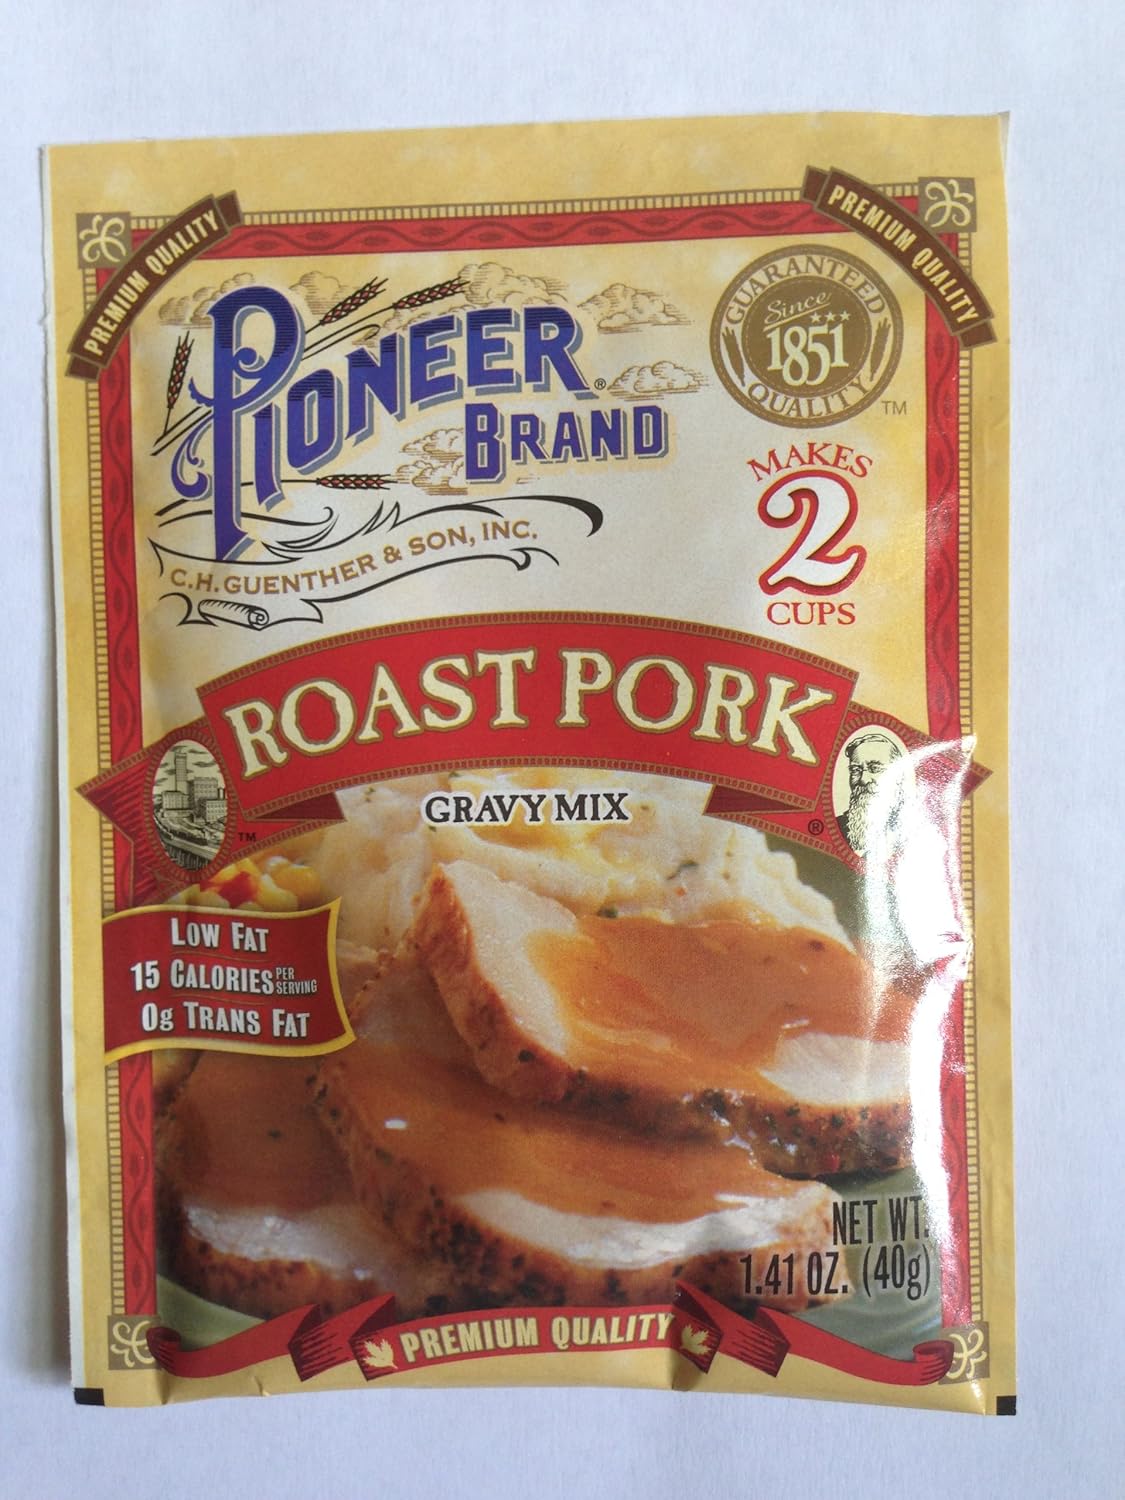 PREMIUM QUALITY
PREMIUM QUALITY
PIONEER®
BRAND
C.H. GUENTHER & SON, INC.
GUARANTEED
Since
1851
QUALITY
TM
MAKES
2
CUPS
ROAST PORK
GRAVY MIX
TM
®
LOW FAT
15 CALORIES PER SERVING
0g TRANS FAT
NET WT.
1.41 OZ. (40g)
PREMIUM QUALITY